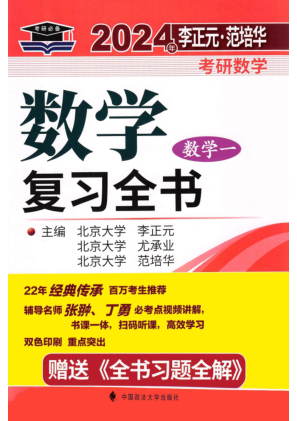 考研必备
2024年李正元·范培华
考研数学
数学
数学一
复习全书
主编 北京大学 李正元
北京大学 尤承业
北京大学 范培华
22年 经典传承 百万考生推荐
辅导名师 张翀、丁勇 必考点视频讲解，
书课一体，扫码听课，高效学习
双色印刷 重点突出
赠送《全书习题全解》
中国政法大学出版社